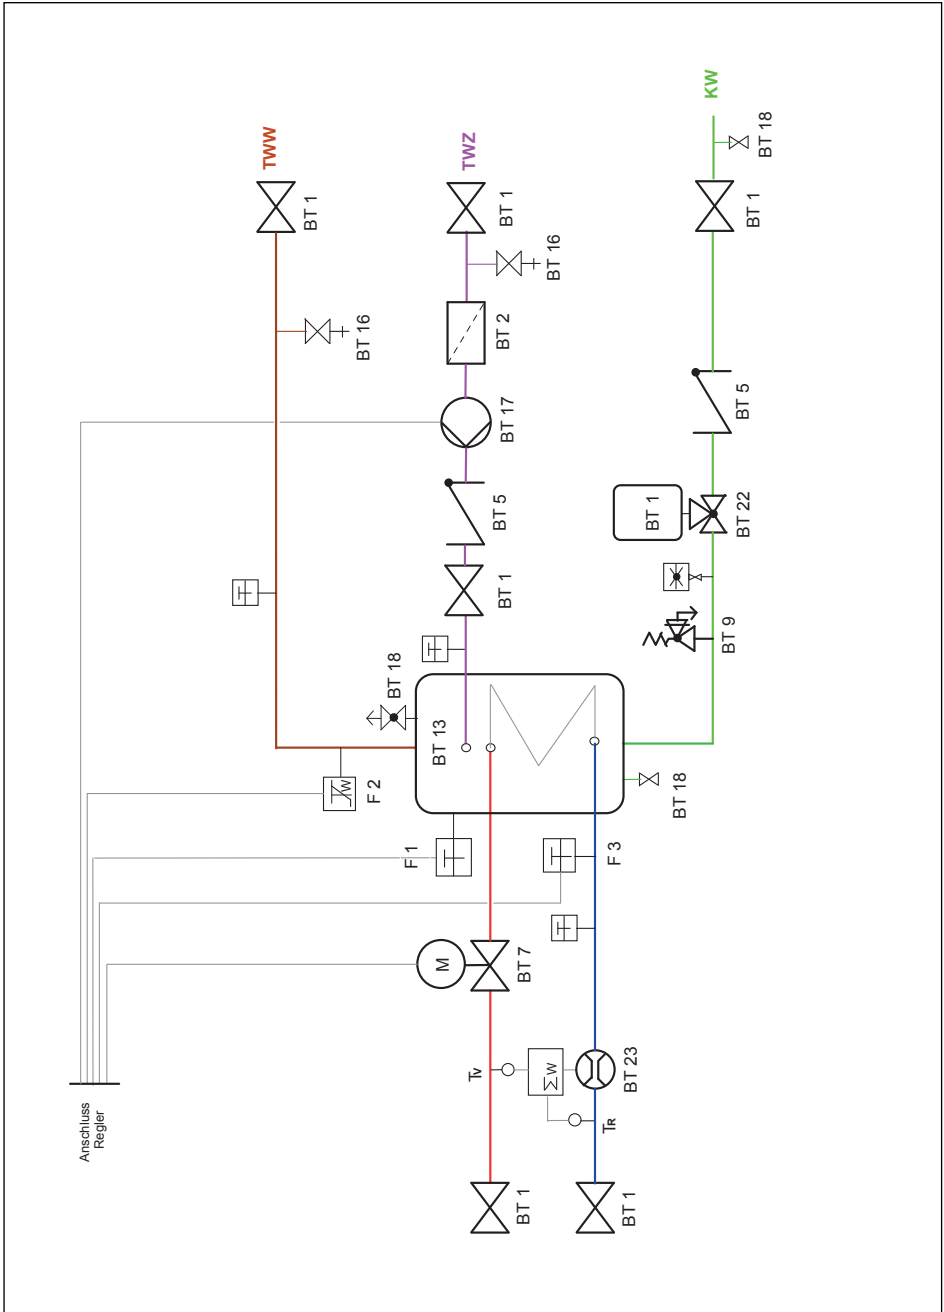 TWW
BT 1
BT 16
TWZ
BT 1
BT 16
BT 2
BT 17
BT 5
BT 1
KW
BT 18
BT 1
BT 5
BT 1
BT 22
BT 9
BT 18
BT 13
BT 18
F 2
W
F 1
F 3
M
BT 7
Anschluss
Regler
TV
ΣW
BT 23
TR
BT 1
BT 1